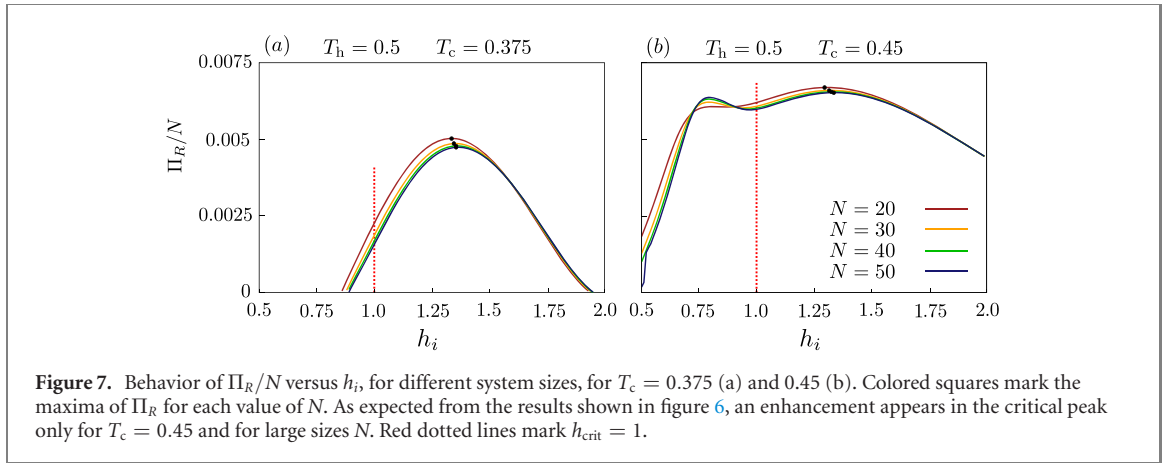 (a) T_h = 0.5 T_c = 0.375
(b) T_h = 0.5 T_c = 0.45
Π_R/N
0.0075
0.005
0.0025
0
0.5 0.75 1.0 1.25 1.5 1.75 2.0
h_i
N = 20
N = 30
N = 40
N = 50
0.5 0.75 1.0 1.25 1.5 1.75 2.0
h_i
Figure 7. Behavior of Π_R/N versus h_i, for different system sizes, for T_c = 0.375 (a) and 0.45 (b). Colored squares mark the
maxima of Π_R for each value of N. As expected from the results shown in figure 6, an enhancement appears in the critical peak
only for T_c = 0.45 and for large sizes N. Red dotted lines mark h_crit = 1.